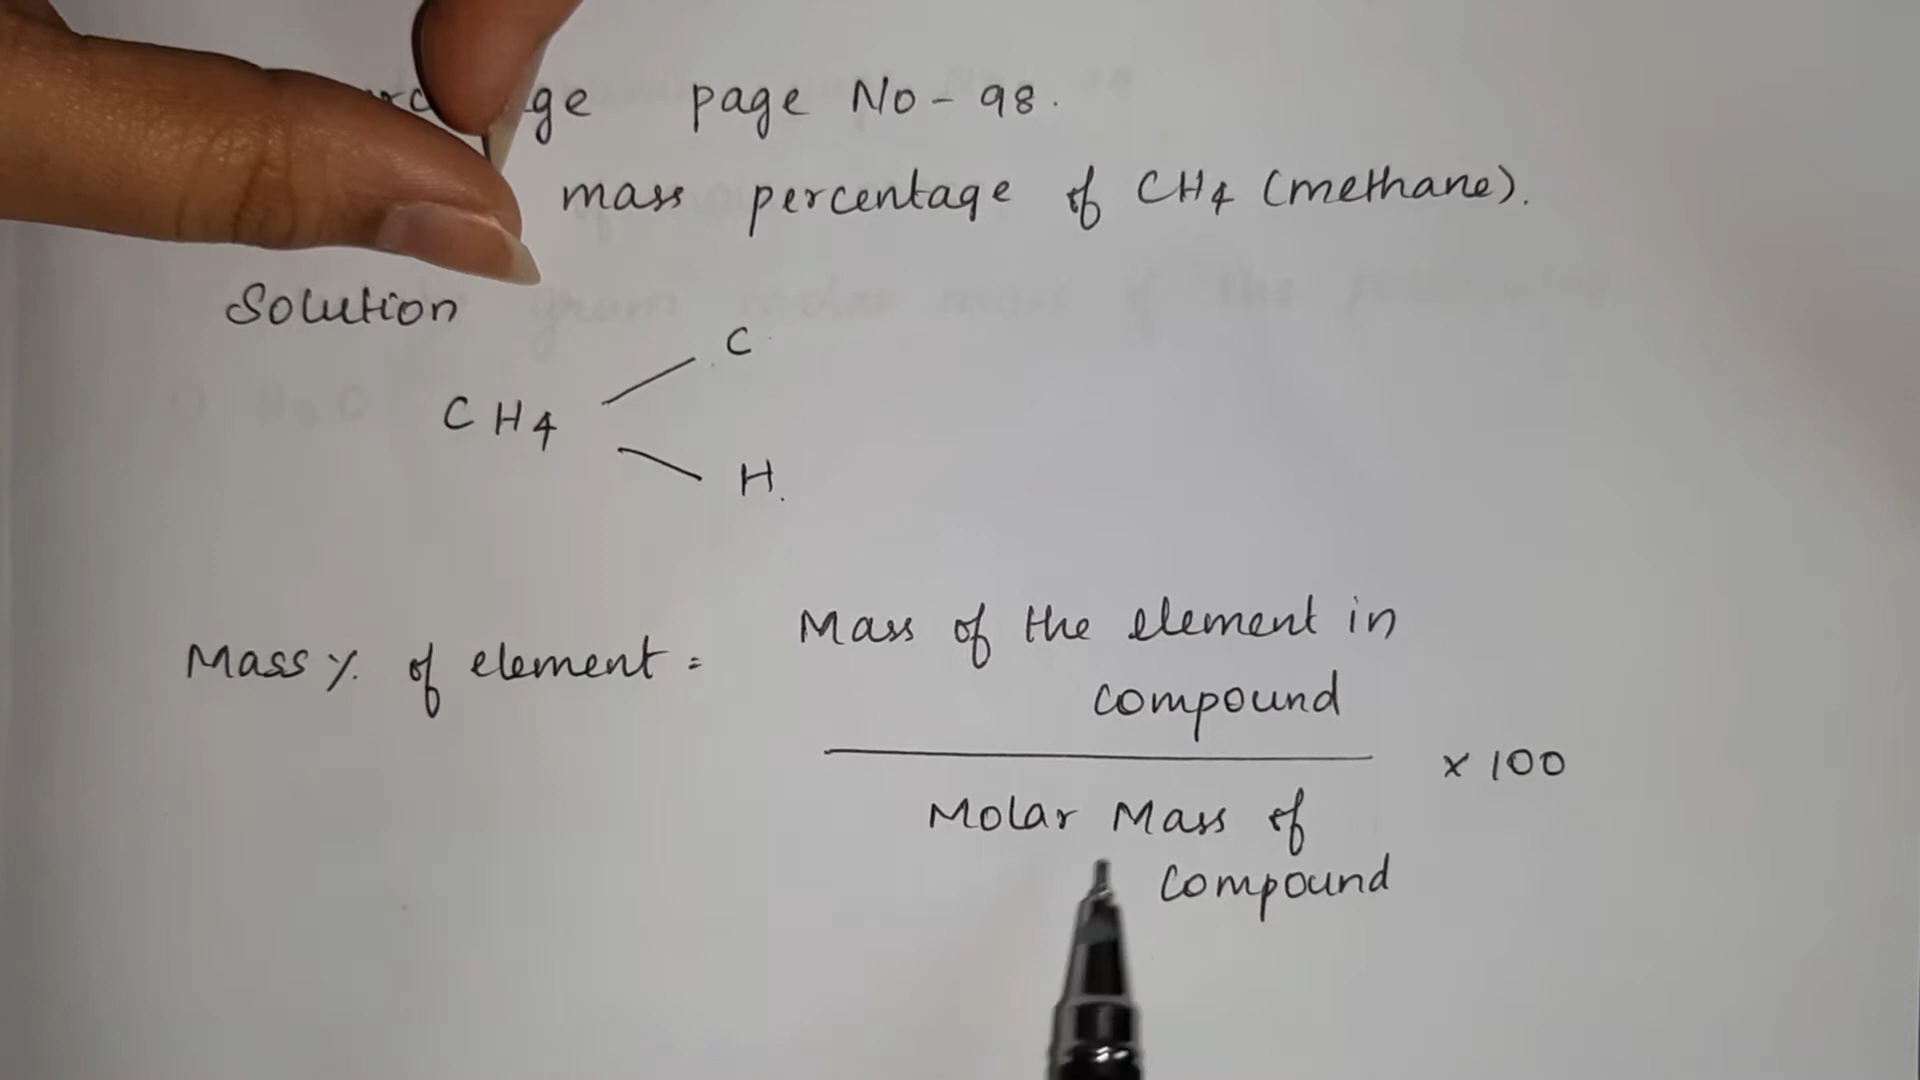 page No - 98.
mass percentage of CH4 (methane).
Solution
C
CH4
H.
Mass % of element = Mass of the element in
compound
x 100
Molar Mass of
compound